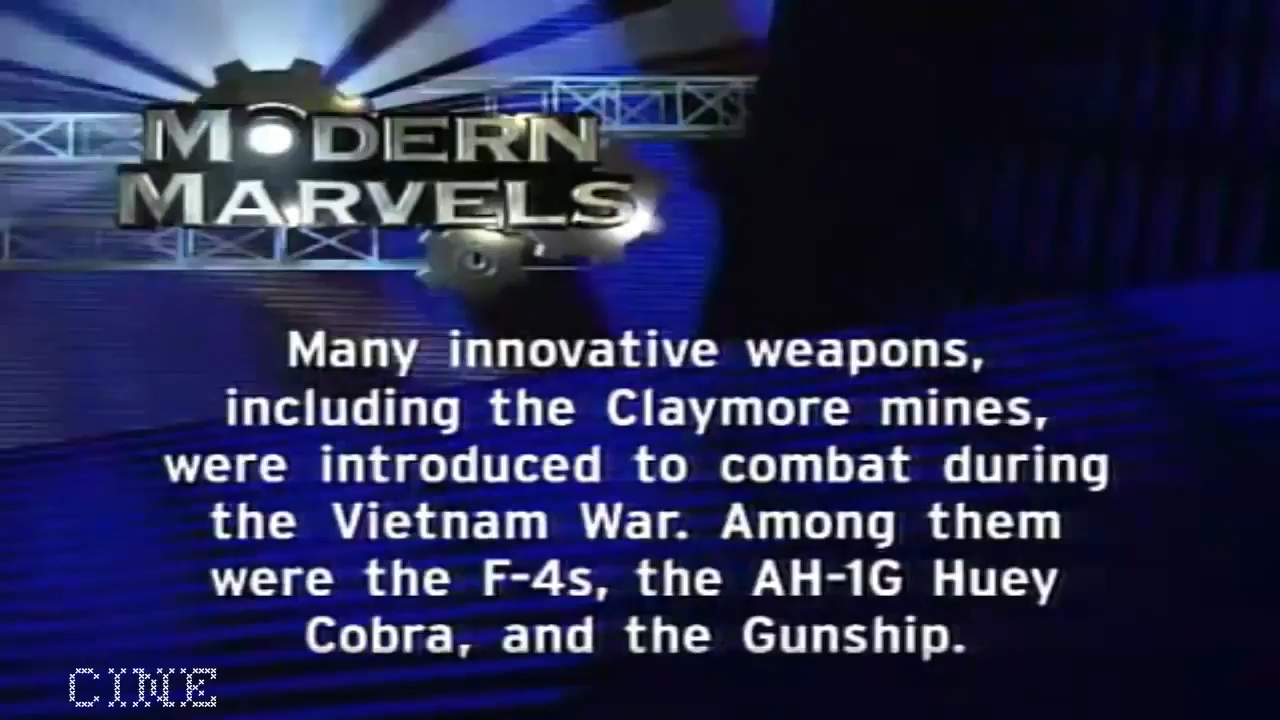 MODERN
MARVELS
Many innovative weapons,
including the Claymore mines,
were introduced to combat during
the Vietnam War. Among them
were the F-4s, the AH-1G Huey
Cobra, and the Gunship.
CINE